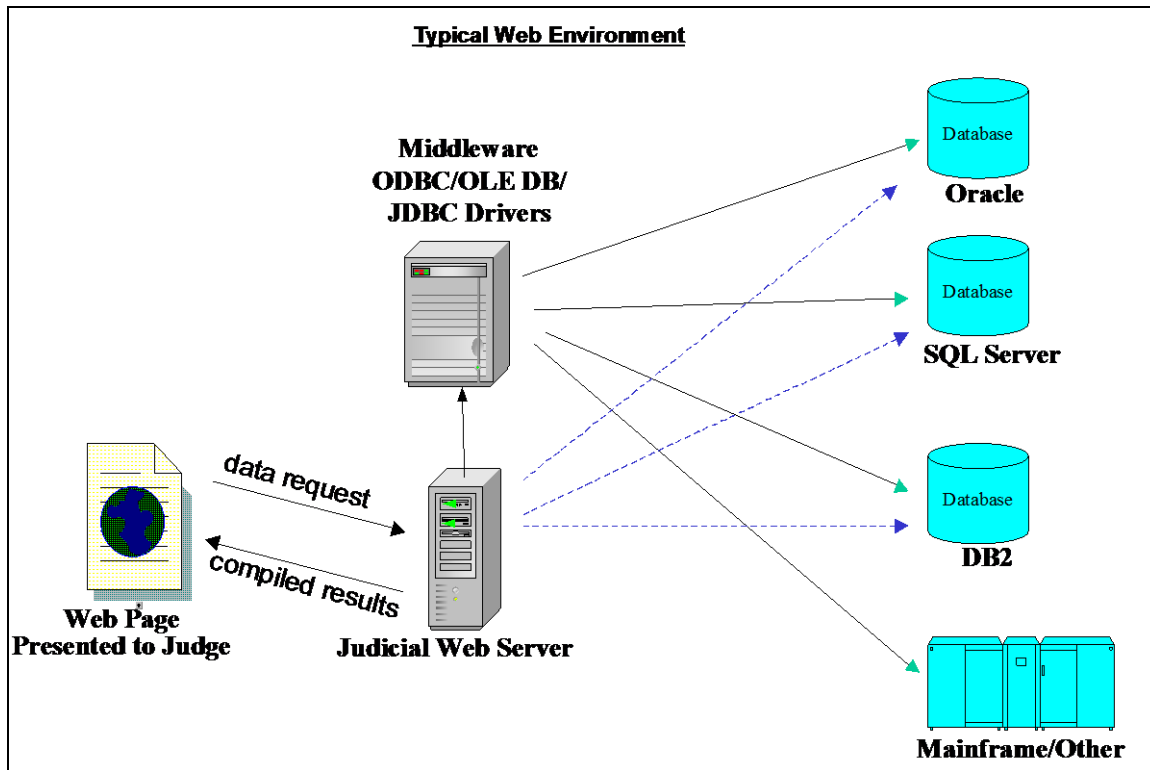 Typical Web Environment
Middleware
ODBC/OLE DB/
JDBC Drivers
Database
Oracle
Database
SQL Server
Database
DB2
Mainframe/Other
data request
compiled results
Web Page
Presented to Judge
Judicial Web Server